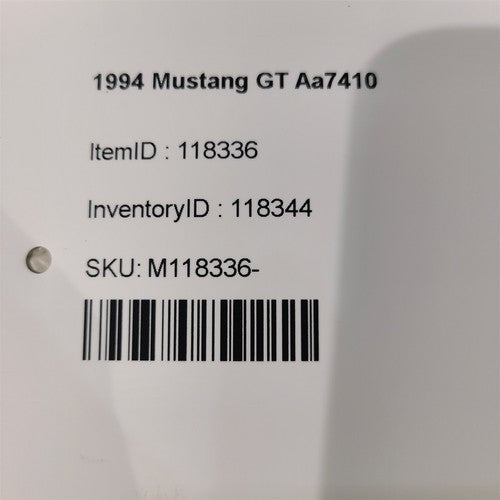 1994 Mustang GT Aa7410
ItemID : 118336
InventoryID : 118344
SKU: M118336-